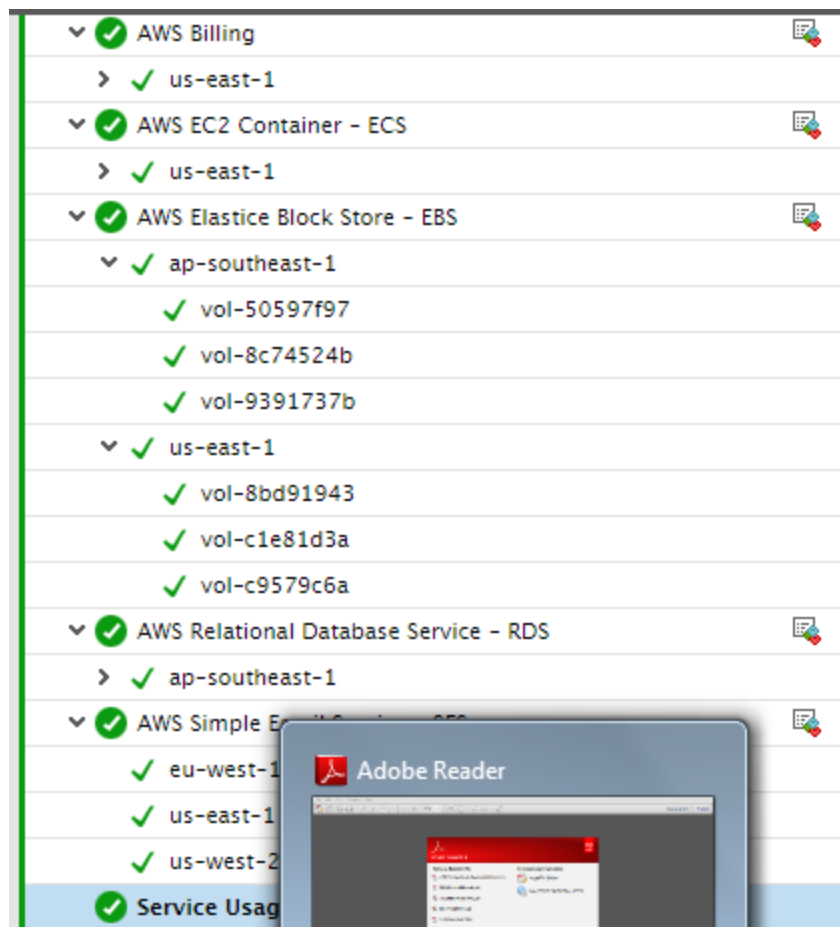 AWS Billing
us-east-1
AWS EC2 Container - ECS
us-east-1
AWS Elastice Block Store - EBS
ap-southeast-1
vol-50597f97
vol-8c74524b
vol-9391737b
us-east-1
vol-8bd91943
vol-c1e81d3a
vol-c9579c6a
AWS Relational Database Service - RDS
ap-southeast-1
AWS Simple
Adobe Reader
eu-west-1
us-east-1
us-west-2
Service Usag